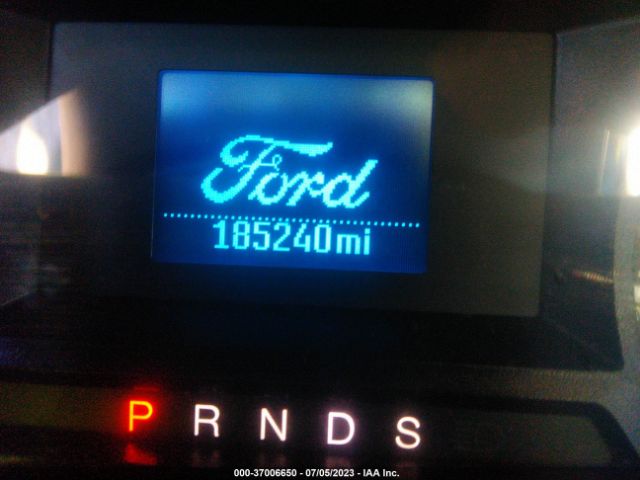 Ford
185240mi
P R N D S
000-37006650 - 07/05/2023 - IAA Inc.